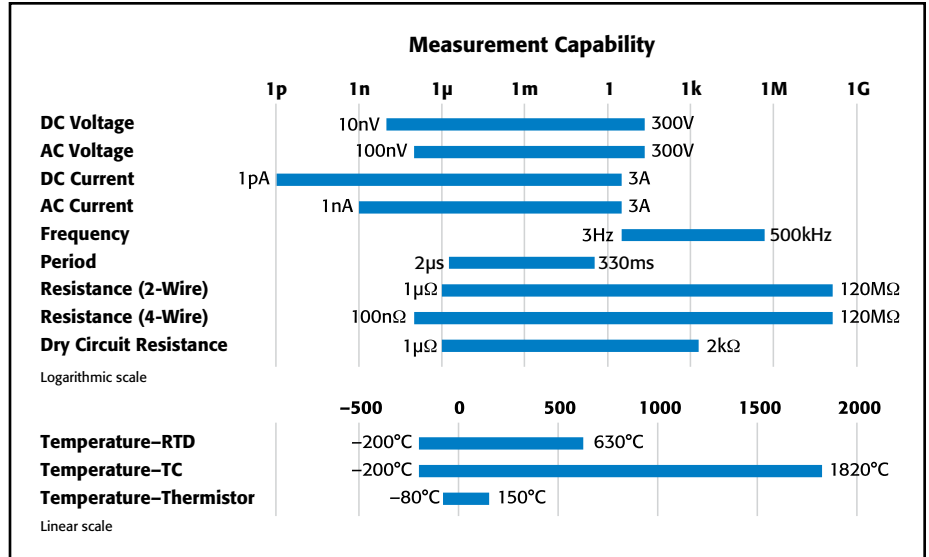 Measurement Capability
1p 1n 1µ 1m 1 1k 1M 1G
DC Voltage 10nV 300V
AC Voltage 100nV 300V
DC Current 1pA 3A
AC Current 1nA 3A
Frequency 3Hz 500kHz
Period 2µs 330ms
Resistance (2-Wire) 1µΩ 120MΩ
Resistance (4-Wire) 100nΩ 120MΩ
Dry Circuit Resistance 1µΩ 2kΩ
Logarithmic scale
–500 0 500 1000 1500 2000
Temperature–RTD –200°C 630°C
Temperature–TC –200°C 1820°C
Temperature–Thermistor –80°C 150°C
Linear scale